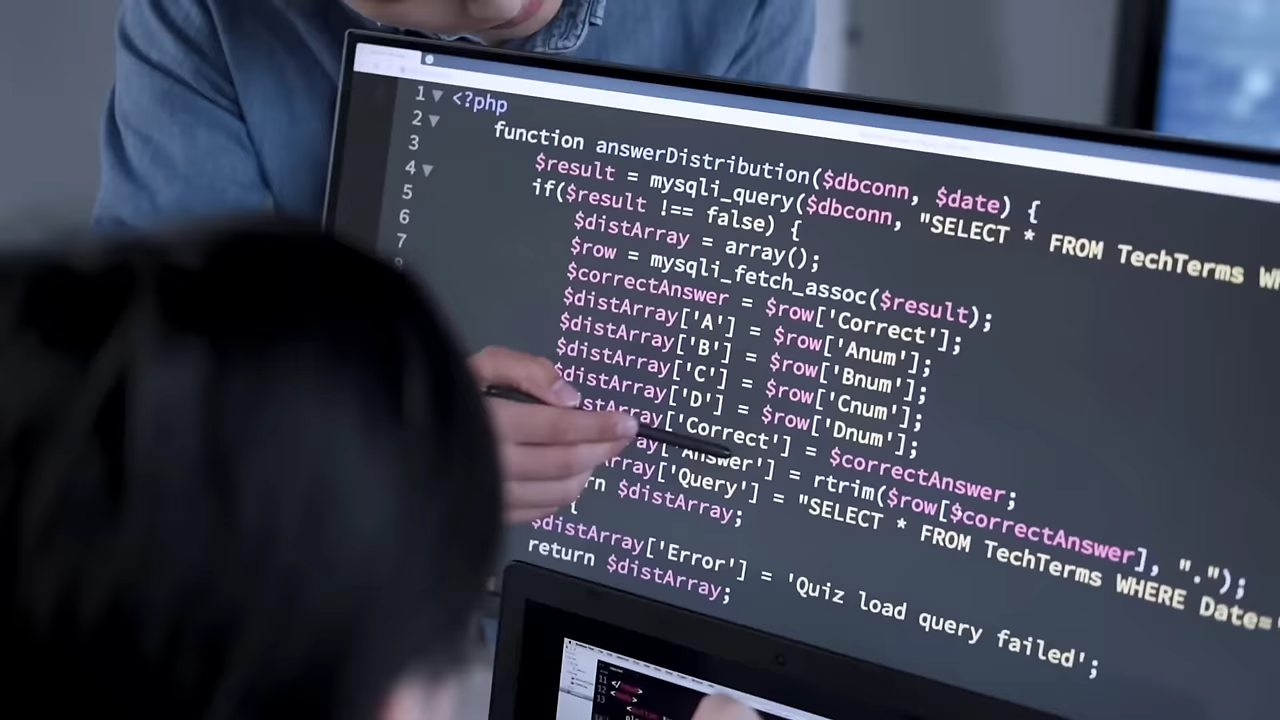 1 <?php
2 function answerDistribution($dbconn, $date) {
3 $result = mysqli_query($dbconn, "SELECT * FROM TechTerms
4 if($result !== false) {
5 $distArray = array();
6 $row = mysqli_fetch_assoc($result);
7 $correctAnswer = $row['Correct'];
$distArray['A'] = $row['Anum'];
$distArray['B'] = $row['Bnum'];
$distArray['C'] = $row['Cnum'];
$distArray['D'] = $row['Dnum'];
['Correct'] = $correctAnswer;
['Answer'] = rtrim($row[$correctAnswer], ".");
['Query'] = "SELECT * FROM TechTerms WHERE Date=
$distArray;
{
$distArray['Error'] = 'Quiz load query failed';
return $distArray;